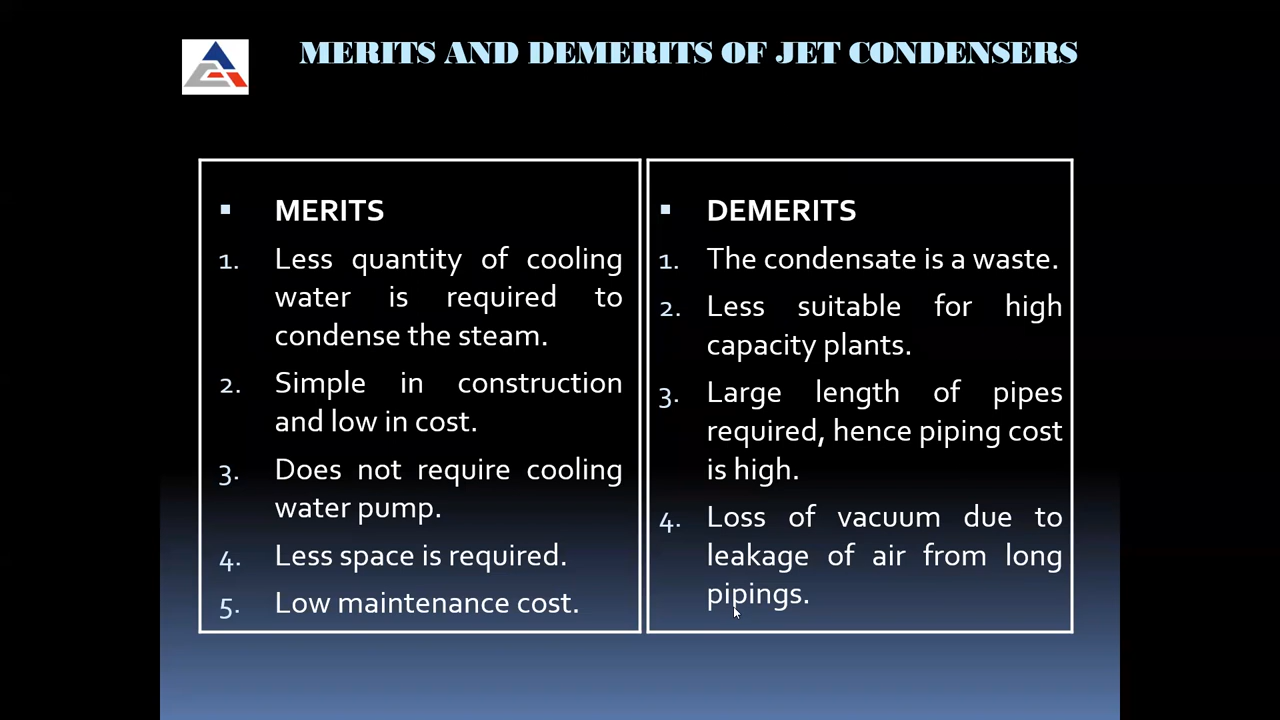 MERITS AND DEMERITS OF JET CONDENSERS
▪ MERITS
1. Less quantity of cooling
water is required to
condense the steam.
2. Simple in construction
and low in cost.
3. Does not require cooling
water pump.
4. Less space is required.
5. Low maintenance cost.
▪ DEMERITS
1. The condensate is a waste.
2. Less suitable for high
capacity plants.
3. Large length of pipes
required, hence piping cost
is high.
4. Loss of vacuum due to
leakage of air from long
pipings.